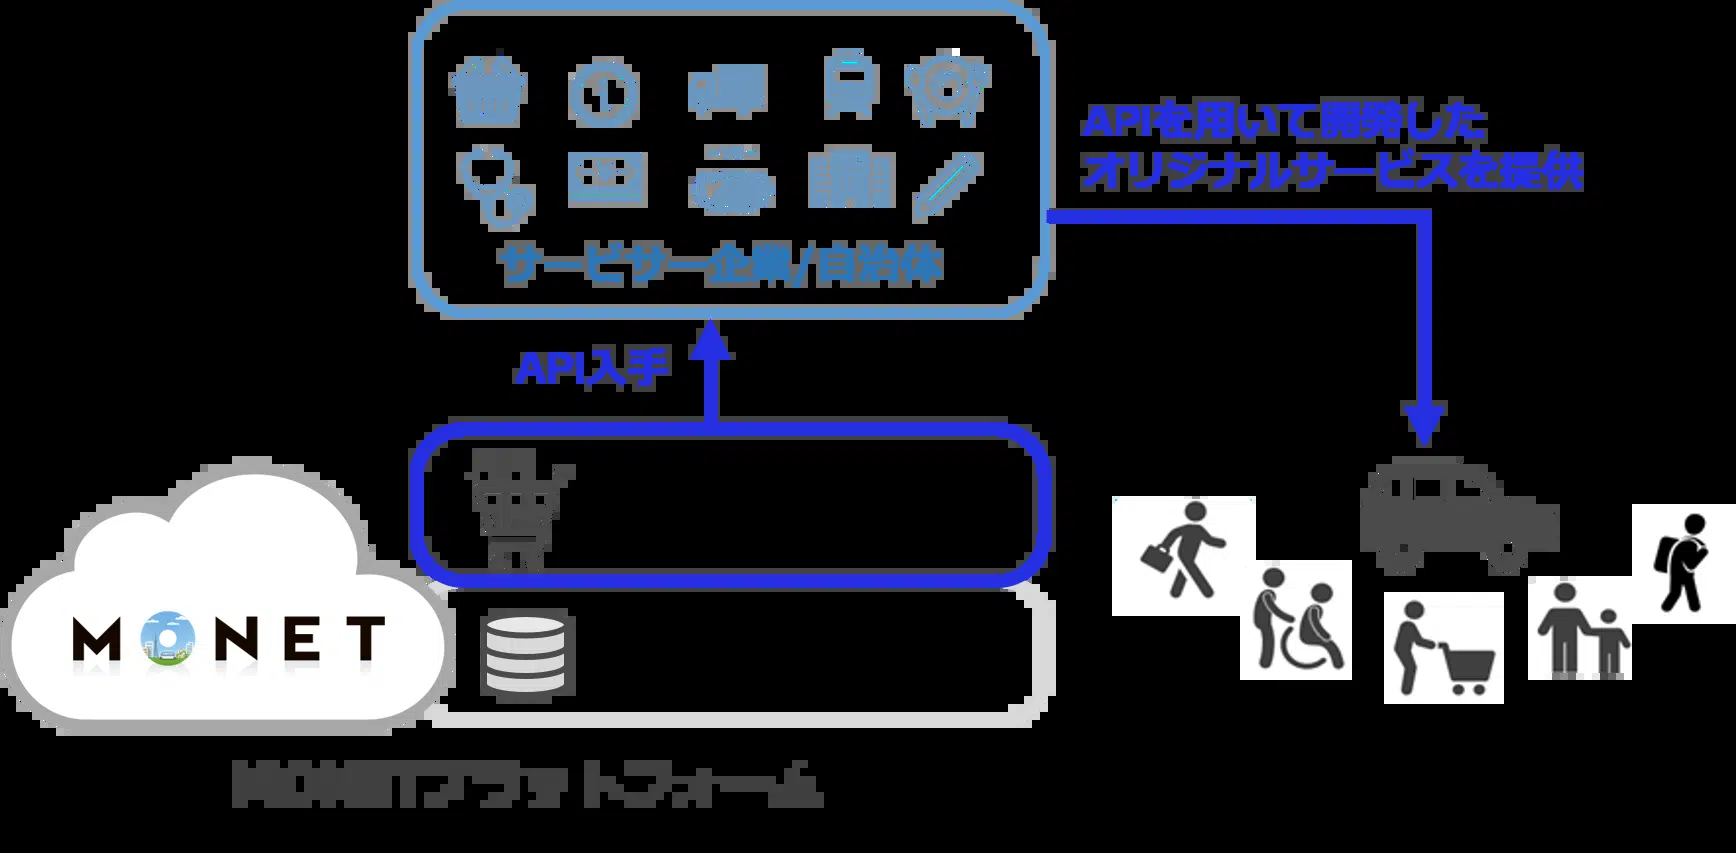 APIを用いて開発した
オリジナルサービスを提供
サービサー企業/自治体
API入手
MONET
MONETプラットフォーム